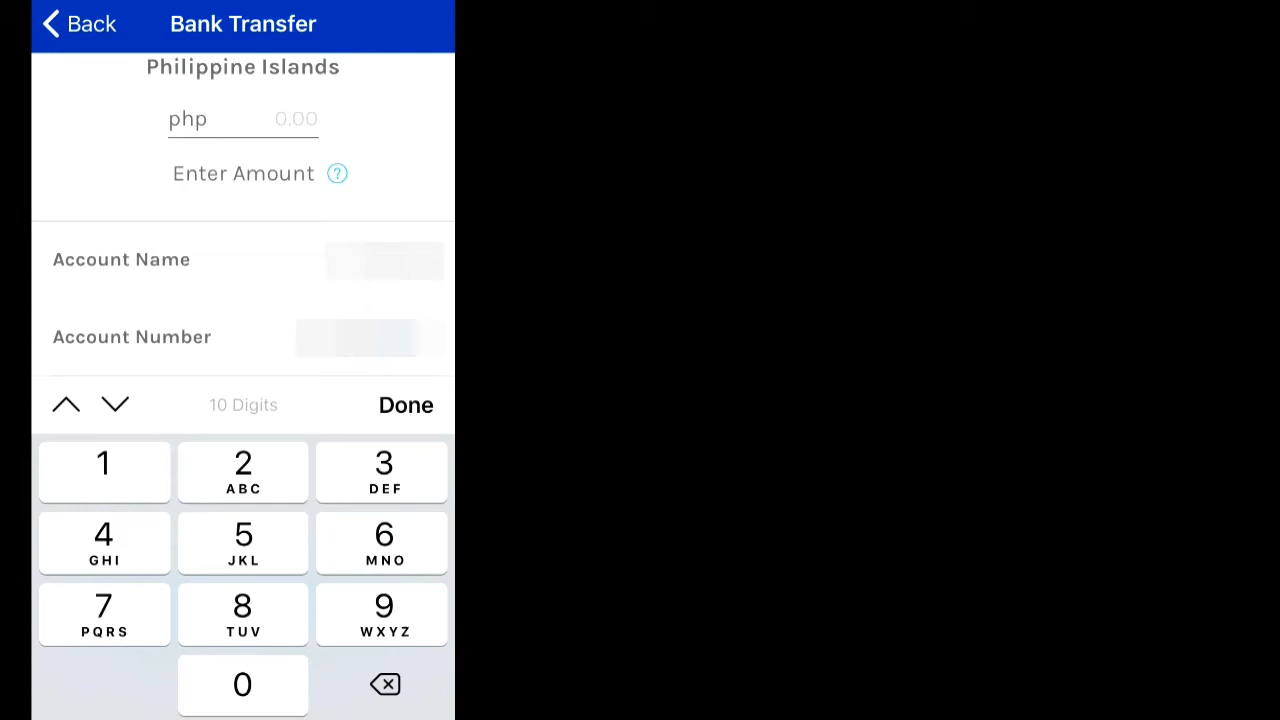 Back Bank Transfer
Philippine Islands
php 0.00
Enter Amount ?
Account Name
Account Number
10 Digits Done
1 2 3
ABC DEF
4 5 6
GHI JKL MNO
7 8 9
PQRS TUV WXYZ
0